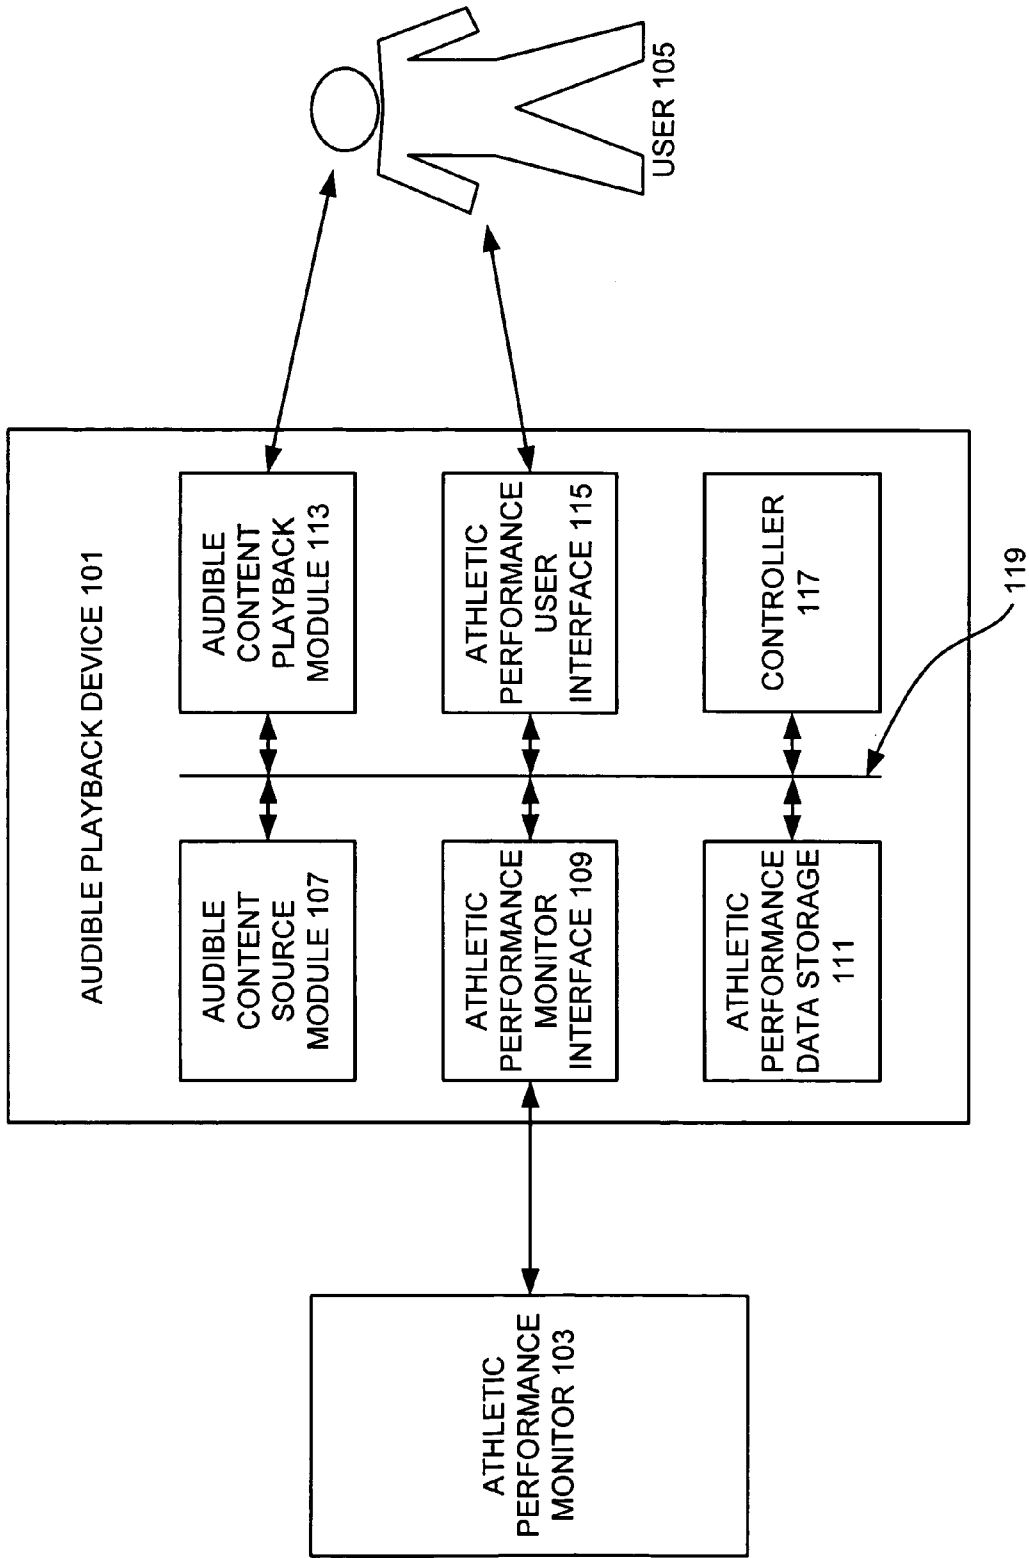 AUDIBLE PLAYBACK DEVICE 101
AUDIBLE
CONTENT
SOURCE
MODULE 107
AUDIBLE
CONTENT
PLAYBACK
MODULE 113
ATHLETIC
PERFORMANCE
MONITOR 103
ATHLETIC
PERFORMANCE
MONITOR
INTERFACE 109
ATHLETIC
PERFORMANCE
USER
INTERFACE 115
USER 105
ATHLETIC
PERFORMANCE
DATA STORAGE
111
CONTROLLER
117
119